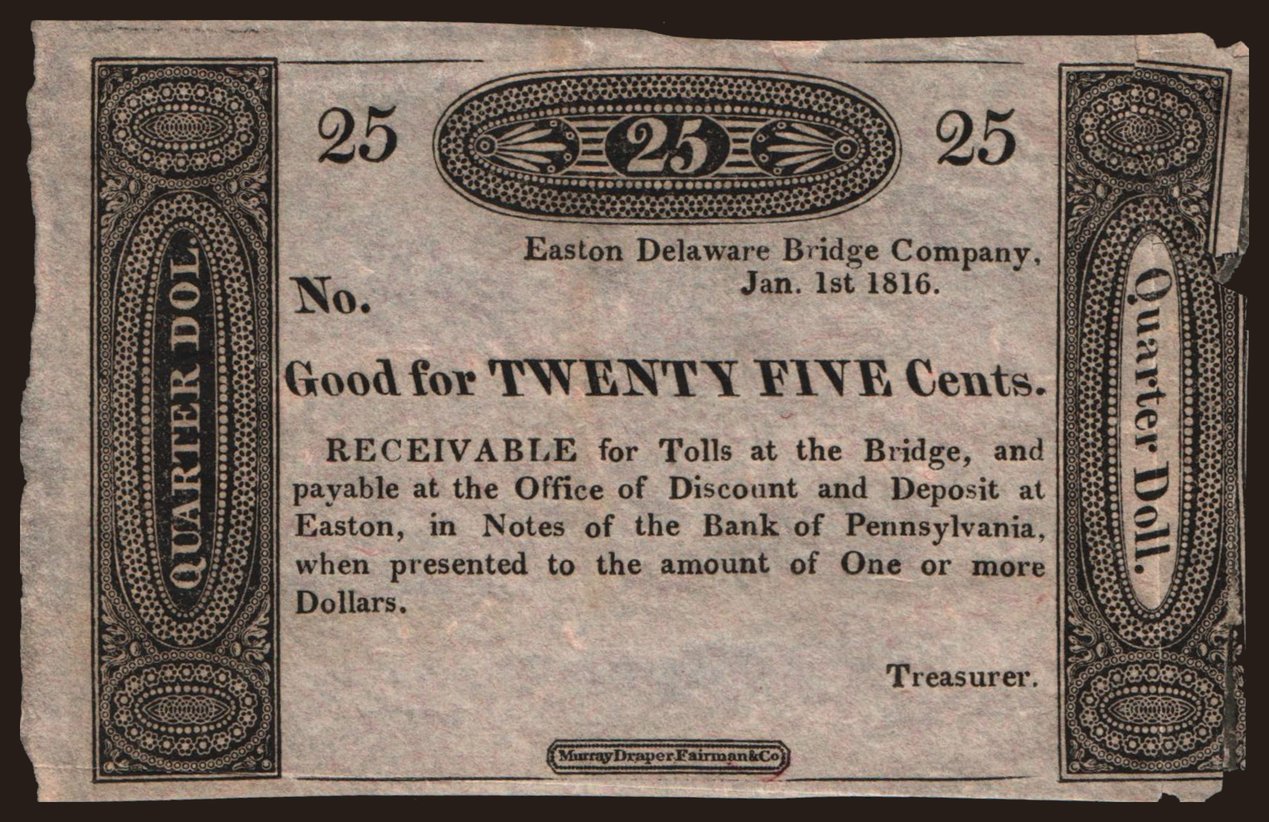 25 25 25
Easton Delaware Bridge Company,
Jan. 1st 1816.
No.
Good for TWENTY FIVE Cents.
RECEIVABLE for Tolls at the Bridge, and
payable at the Office of Discount and Deposit at
Easton, in Notes of the Bank of Pennsylvania,
when presented to the amount of One or more
Dollars.
Treasurer.
Murray Draper Fairman & Co
QUARTER DOL.
Quarter Doll.